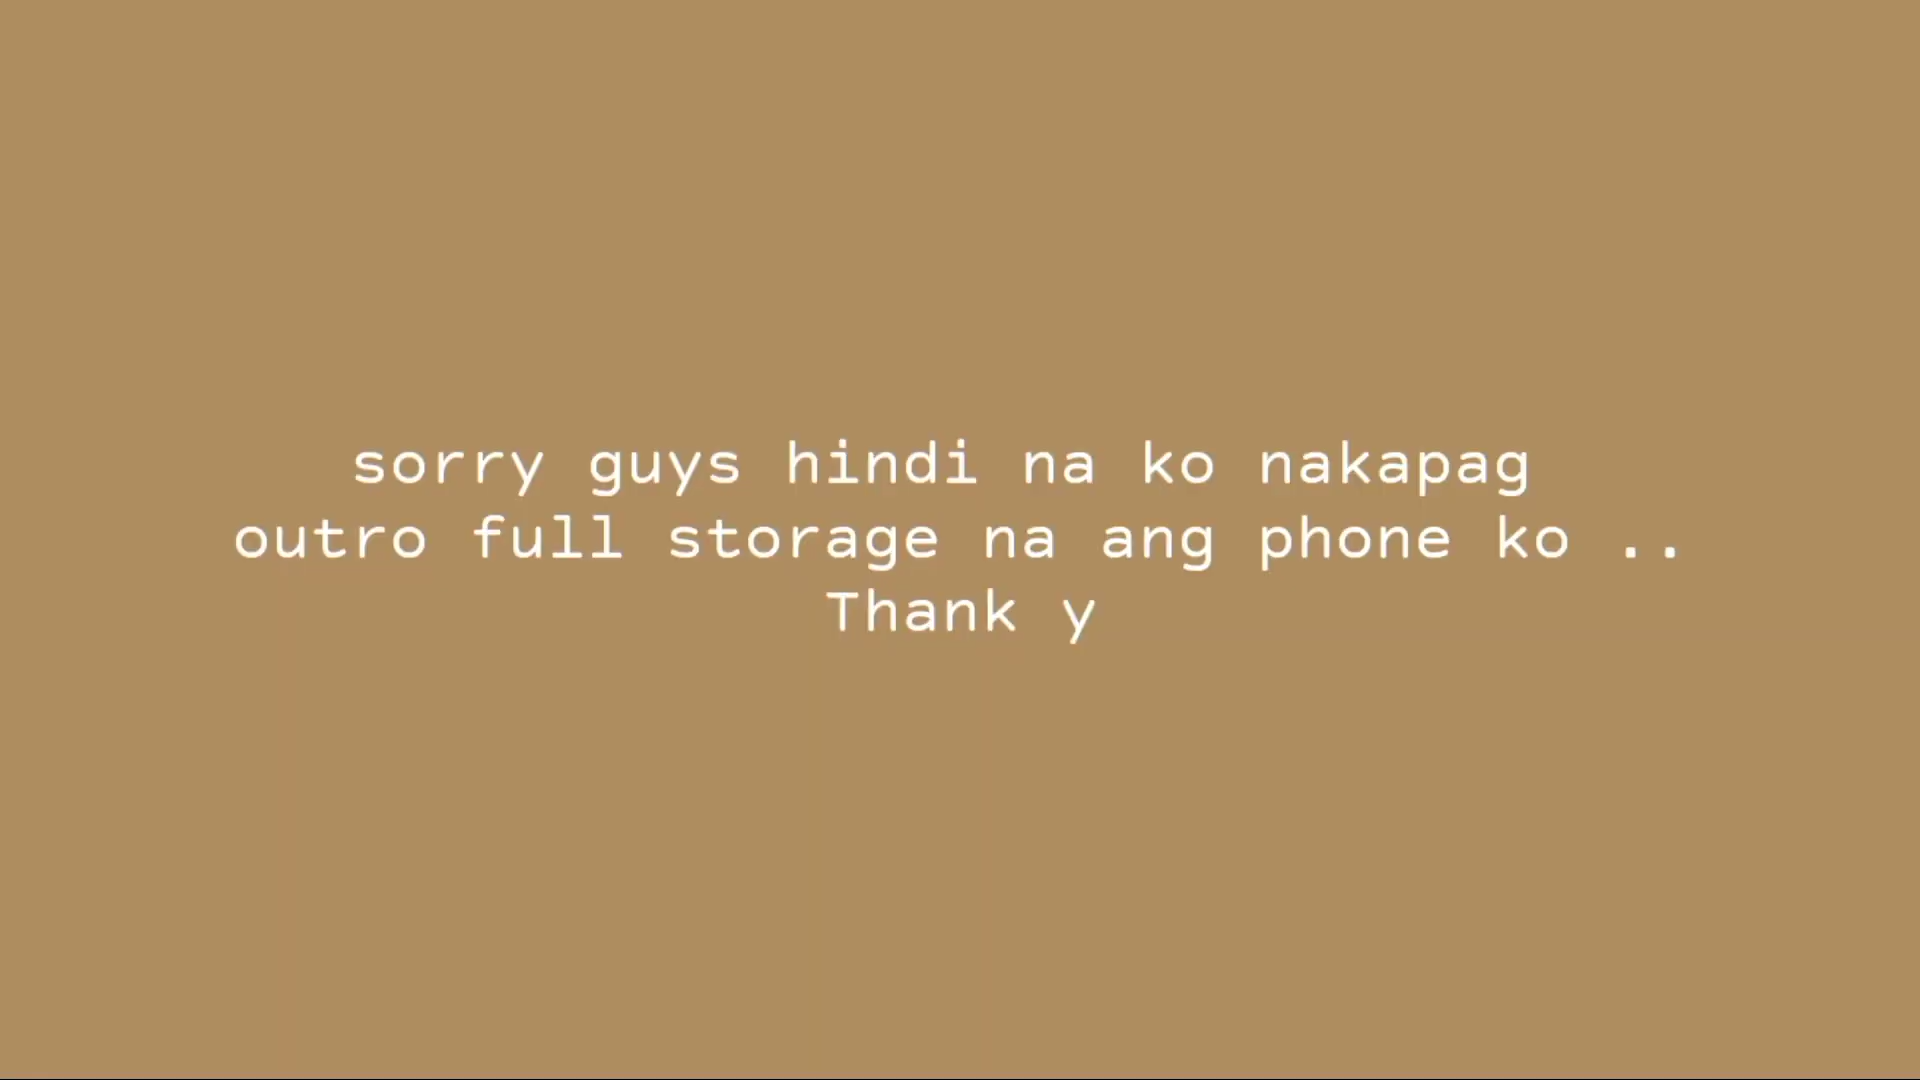 sorry guys hindi na ko nakapag
outro full storage na ang phone ko ..
Thank y